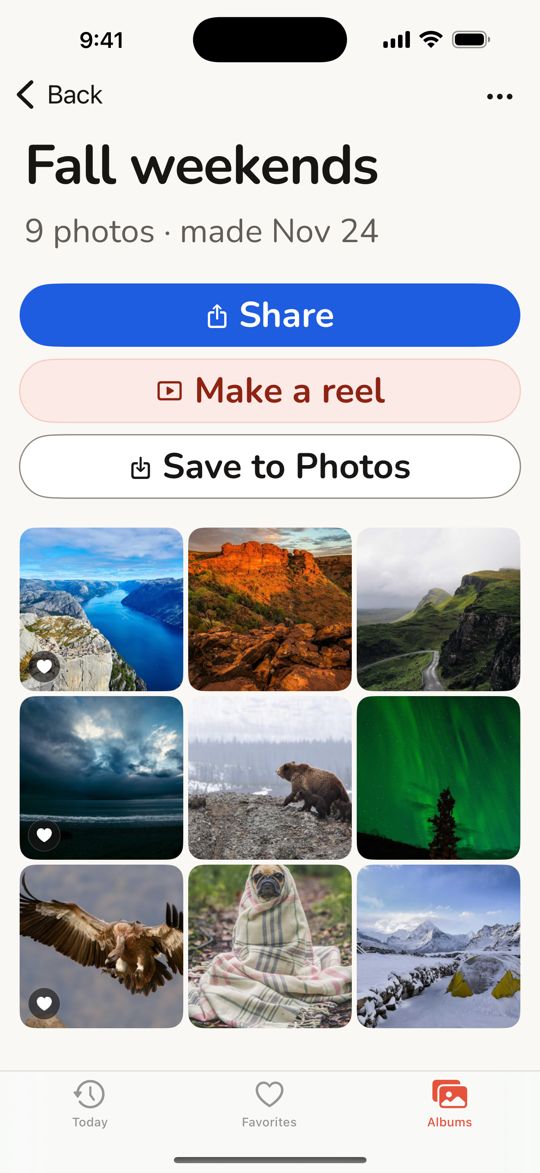 9:41
Back
Fall weekends
9 photos · made Nov 24
Share
Make a reel
Save to Photos
Today
Favorites
Albums